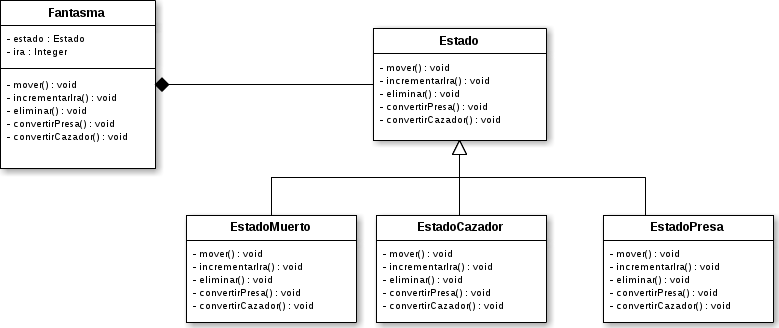 Fantasma
- estado : Estado
- ira : Integer
- mover() : void
- incrementarIra() : void
- eliminar() : void
- convertirPresa() : void
- convertirCazador() : void
Estado
- mover() : void
- incrementarIra() : void
- eliminar() : void
- convertirPresa() : void
- convertirCazador() : void
EstadoMuerto
- mover() : void
- incrementarIra() : void
- eliminar() : void
- convertirPresa() : void
- convertirCazador() : void
EstadoCazador
- mover() : void
- incrementarIra() : void
- eliminar() : void
- convertirPresa() : void
- convertirCazador() : void
EstadoPresa
- mover() : void
- incrementarIra() : void
- eliminar() : void
- convertirPresa() : void
- convertirCazador() : void